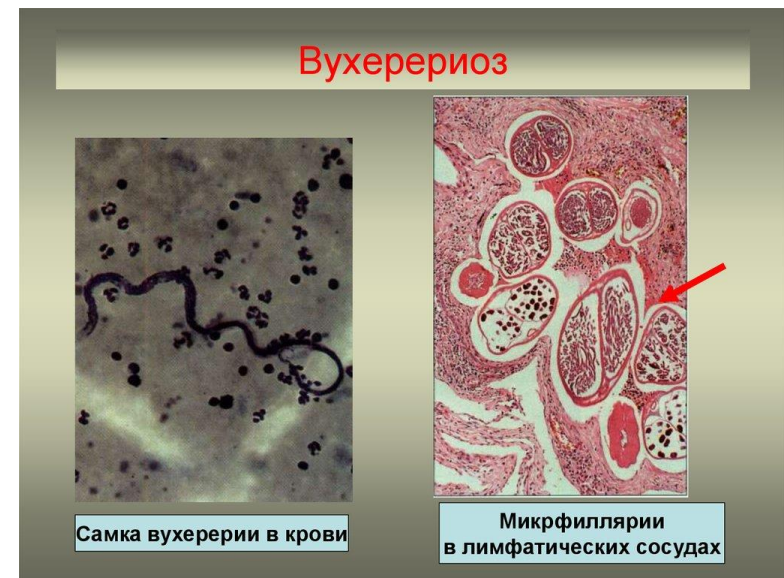 Вухерериоз
Самка вухерерии в крови
Микрфиллярии
в лимфатических сосудах